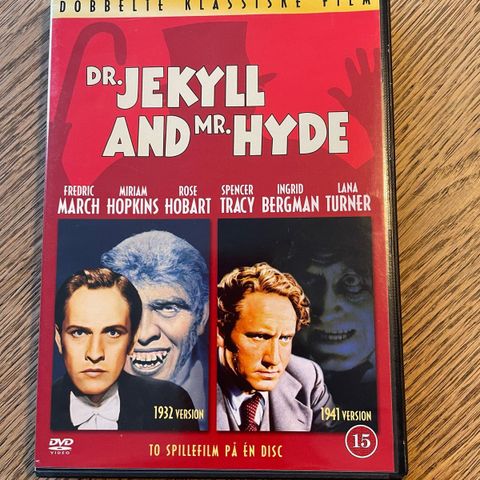 DOBBELTE KLASSISKE FILM
DR. JEKYLL
AND MR. HYDE
FREDRIC MIRIAM ROSE SPENCER INGRID LANA
MARCH HOPKINS HOBART TRACY BERGMAN TURNER
1932 VERSION 1941 VERSION
DVD
VIDEO
15
TO SPILLEFILM PÅ ÉN DISC